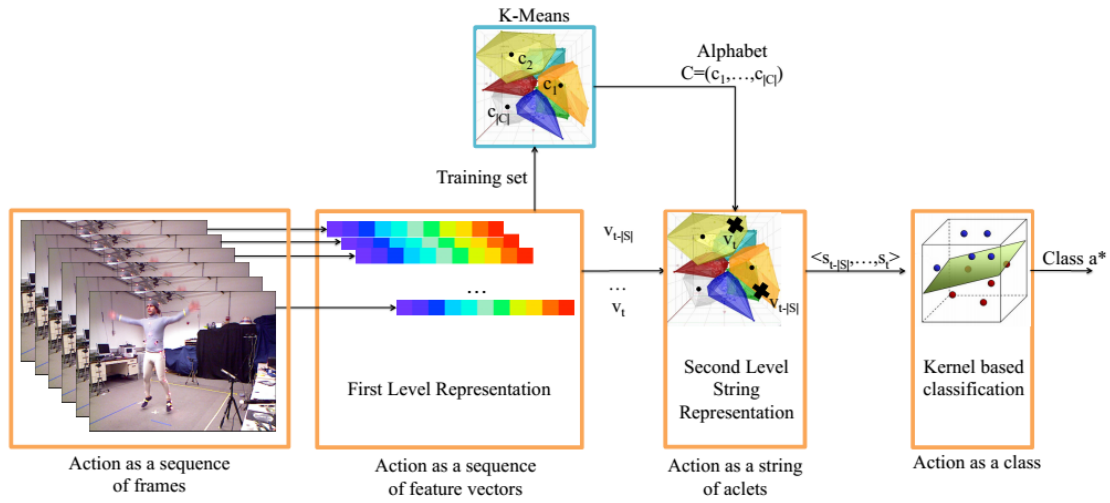 K-Means
c2
c1
c|C|
Alphabet
C=(c1,…,c|C|)
Training set
vt-|S|
…
vt
…
First Level Representation
vt
vt-|S|
Second Level
String
Representation
<st-|S|,…,st>
Kernel based
classification
Class a*
Action as a sequence
of frames
Action as a sequence
of feature vectors
Action as a string
of aclets
Action as a class